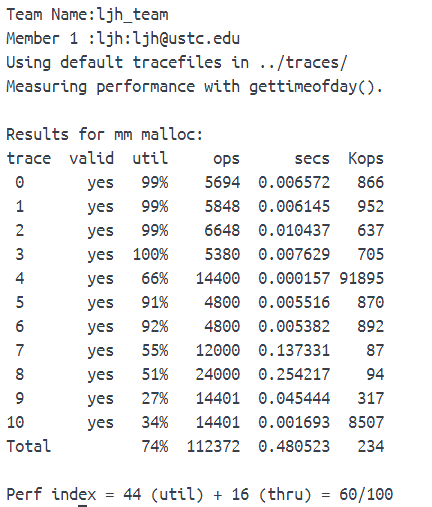 Team Name:ljh_team
Member 1 :ljh:ljh@ustc.edu
Using default tracefiles in ../traces/
Measuring performance with gettimeofday().

Results for mm malloc:
trace  valid  util     ops      secs  Kops
 0       yes   99%    5694  0.006572   866
 1       yes   99%    5848  0.006145   952
 2       yes   99%    6648  0.010437   637
 3       yes  100%    5380  0.007629   705
 4       yes   66%   14400  0.000157 91895
 5       yes   91%    4800  0.005516   870
 6       yes   92%    4800  0.005382   892
 7       yes   55%   12000  0.137331    87
 8       yes   51%   24000  0.254217    94
 9       yes   27%   14401  0.045444   317
10       yes   34%   14401  0.001693  8507
Total          74%  112372  0.480523   234

Perf index = 44 (util) + 16 (thru) = 60/100